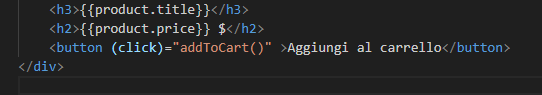 <h3>{{product.title}}</h3>
<h2>{{product.price}} $</h2>
<button (click)="addToCart()" >Aggiungi al carrello</button>
</div>